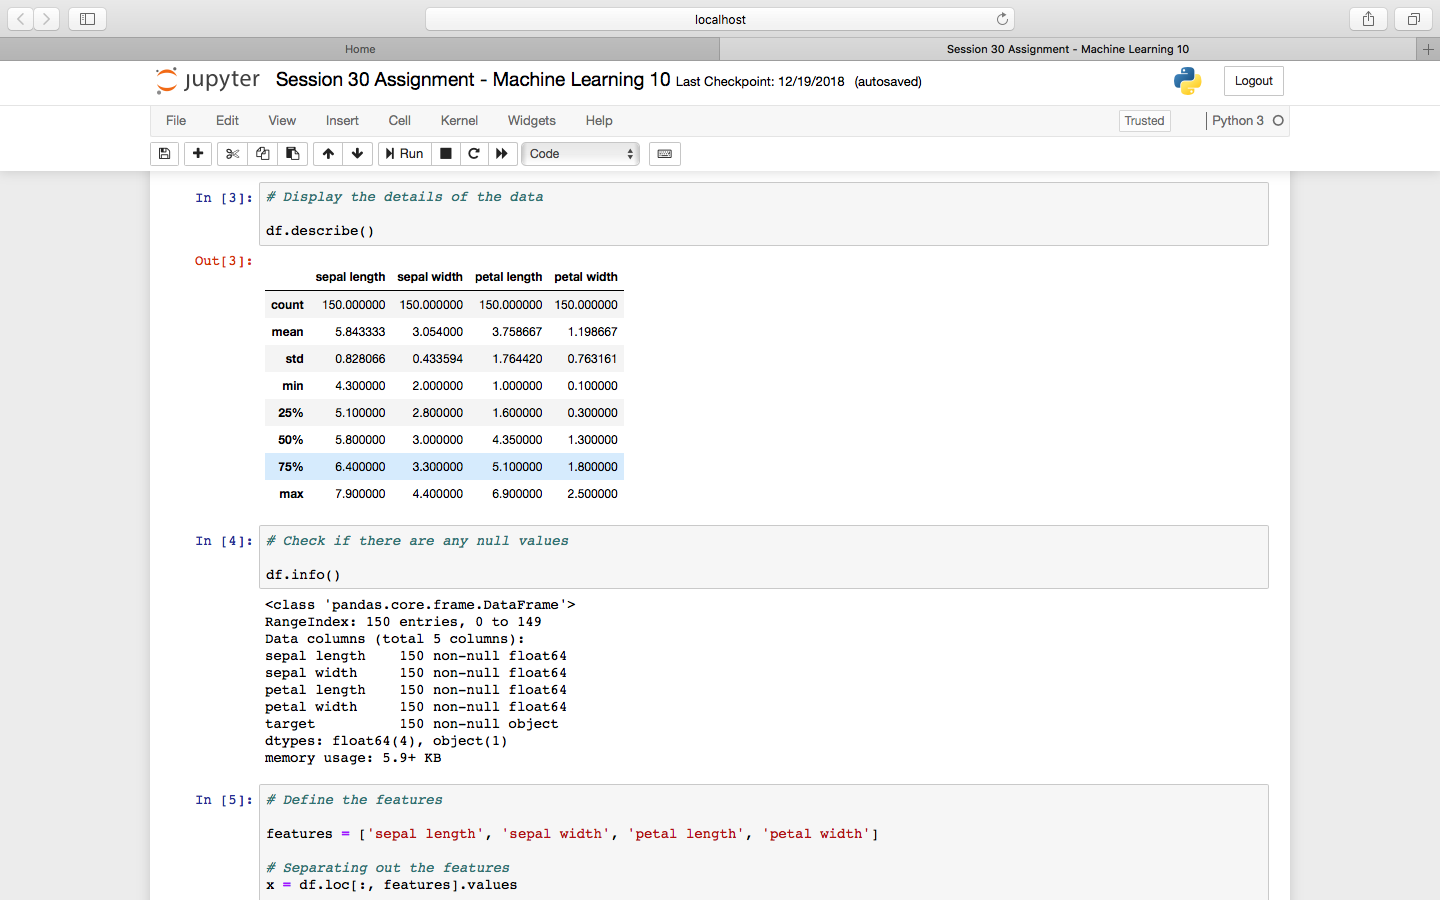 localhost
Home
Session 30 Assignment - Machine Learning 10
jupyter Session 30 Assignment - Machine Learning 10 Last Checkpoint: 12/19/2018 (autosaved)
Logout
File Edit View Insert Cell Kernel Widgets Help
Trusted
Python 3
Run
Code
In [3]: # Display the details of the data
df.describe()
Out[3]:
sepal length sepal width petal length petal width
count 150.000000 150.000000 150.000000 150.000000
mean 5.843333 3.054000 3.758667 1.198667
std 0.828066 0.433594 1.764420 0.763161
min 4.300000 2.000000 1.000000 0.100000
25% 5.100000 2.800000 1.600000 0.300000
50% 5.800000 3.000000 4.350000 1.300000
75% 6.400000 3.300000 5.100000 1.800000
max 7.900000 4.400000 6.900000 2.500000
In [4]: # Check if there are any null values
df.info()
<class 'pandas.core.frame.DataFrame'>
RangeIndex: 150 entries, 0 to 149
Data columns (total 5 columns):
sepal length    150 non-null float64
sepal width     150 non-null float64
petal length    150 non-null float64
petal width     150 non-null float64
target          150 non-null object
dtypes: float64(4), object(1)
memory usage: 5.9+ KB
In [5]: # Define the features
features = ['sepal length', 'sepal width', 'petal length', 'petal width']
# Separating out the features
x = df.loc[:, features].values